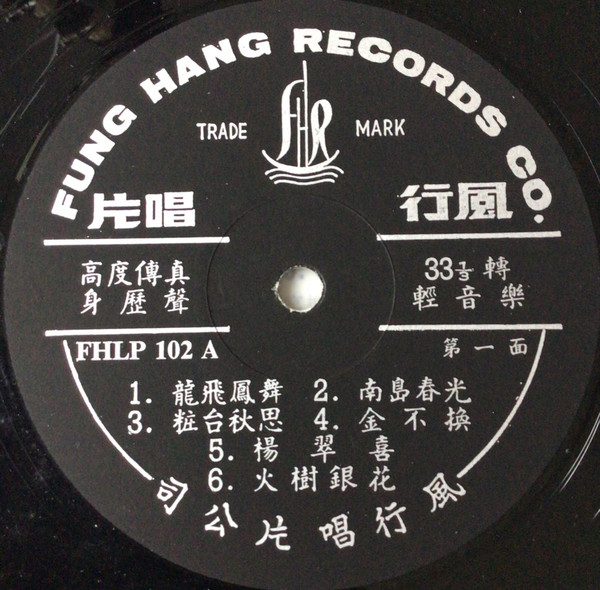 FUNG HANG RECORDS CO.
TRADE MARK
FHR
風行唱片
高度傳真
身歷聲
33⅓轉
輕音樂
FHLP 102 A
第一面
1. 龍飛鳳舞 2. 南島春光
3. 粧台秋思 4. 金不換
5. 楊翠喜
6. 火樹銀花
風行唱片公司